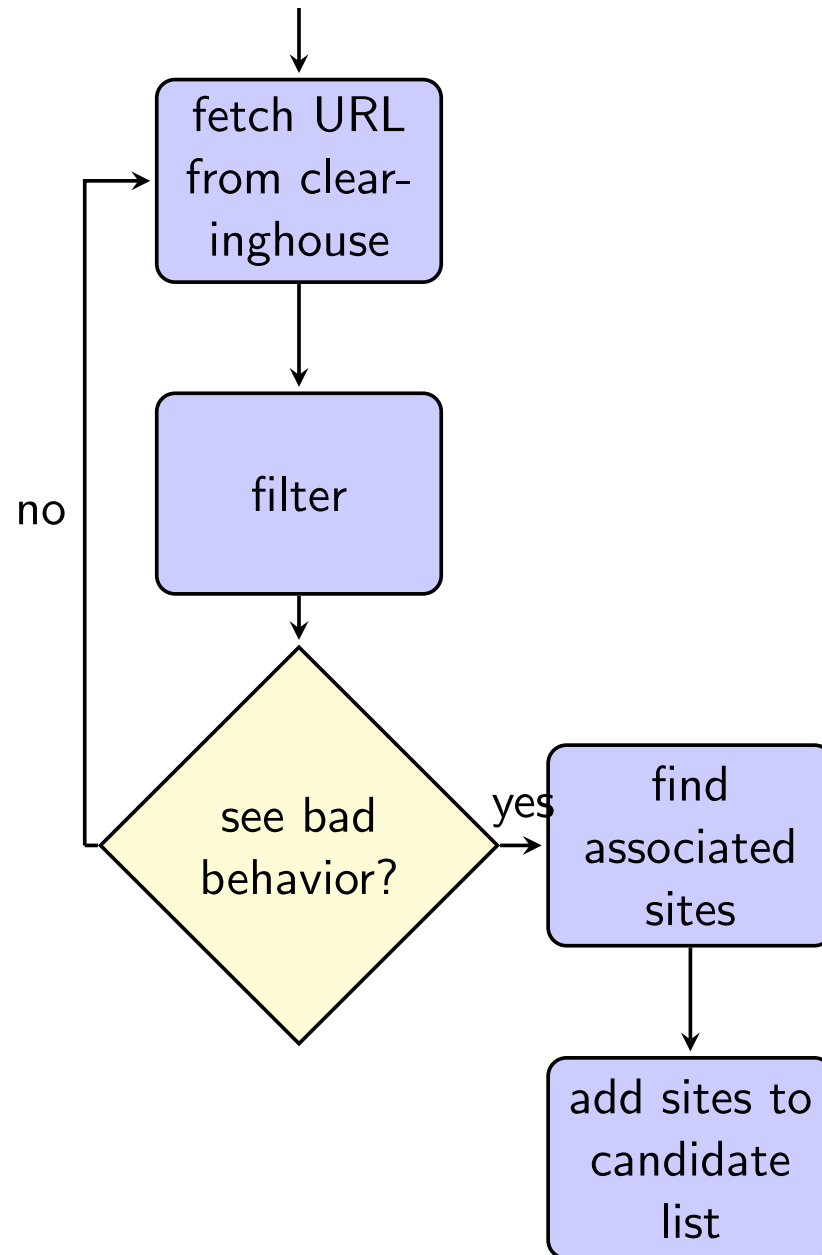 fetch URL
from clear-
inghouse
filter
no
see bad
behavior?
yes
find
associated
sites
add sites to
candidate
list